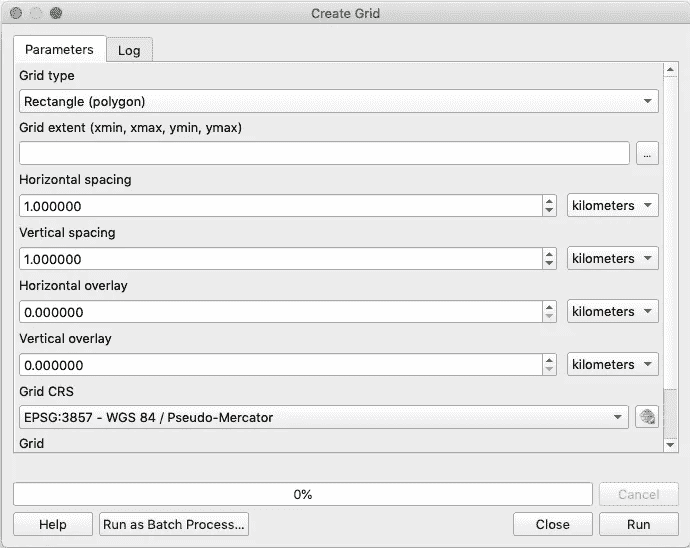 Create Grid
Parameters Log
Grid type
Rectangle (polygon)
Grid extent (xmin, xmax, ymin, ymax)
...
Horizontal spacing
1.000000 kilometers
Vertical spacing
1.000000 kilometers
Horizontal overlay
0.000000 kilometers
Vertical overlay
0.000000 kilometers
Grid CRS
EPSG:3857 - WGS 84 / Pseudo-Mercator
Grid
0% Cancel
Help Run as Batch Process... Close Run